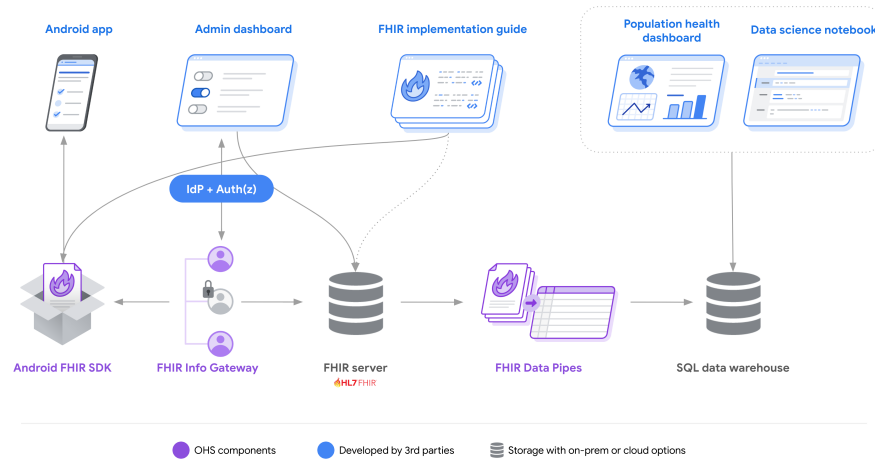 Android app
Admin dashboard
FHIR implementation guide
Population health
dashboard
Data science notebook
IdP + Auth(z)
Android FHIR SDK
FHIR Info Gateway
FHIR server
HL7 FHIR
FHIR Data Pipes
SQL data warehouse
OHS components
Developed by 3rd parties
Storage with on-prem or cloud options